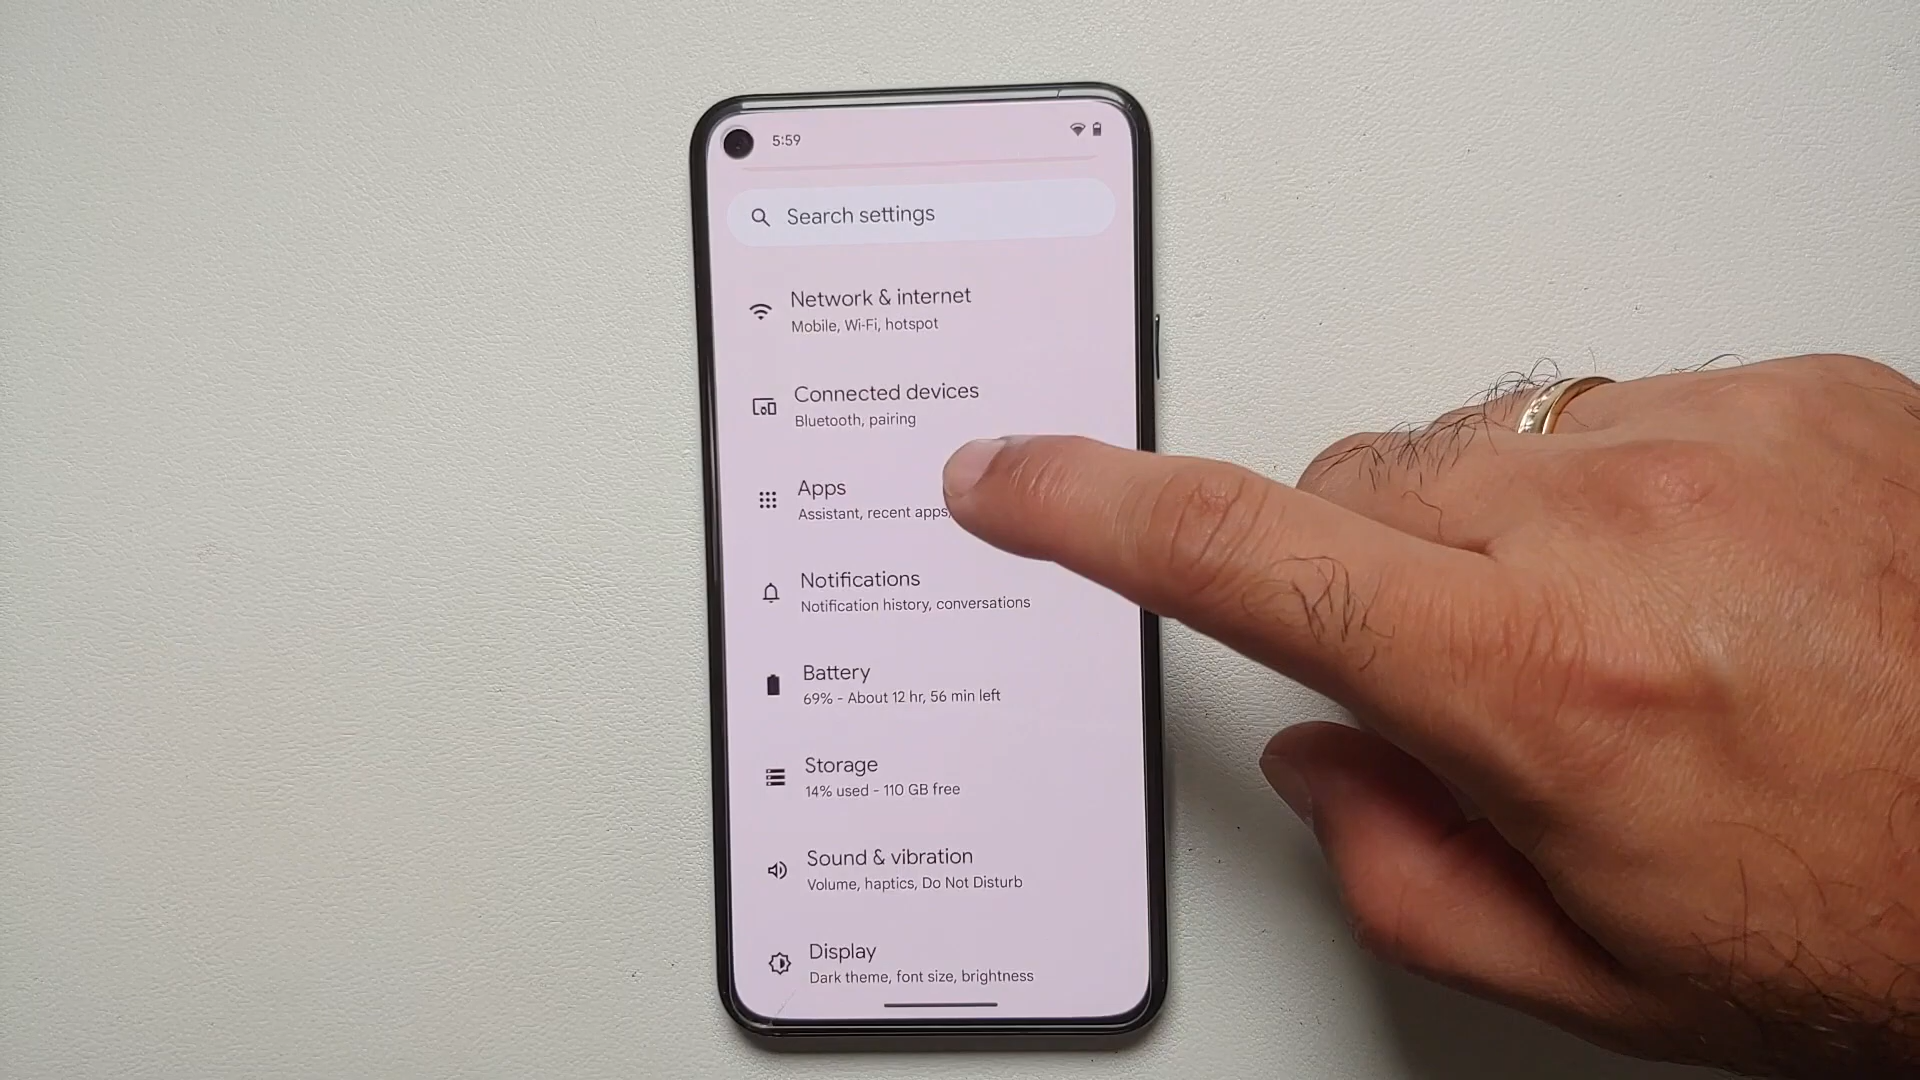 5:59
Search settings
Network & internet
Mobile, Wi-Fi, hotspot
Connected devices
Bluetooth, pairing
Apps
Assistant, recent apps,
Notifications
Notification history, conversations
Battery
69% - About 12 hr, 56 min left
Storage
14% used - 110 GB free
Sound & vibration
Volume, haptics, Do Not Disturb
Display
Dark theme, font size, brightness